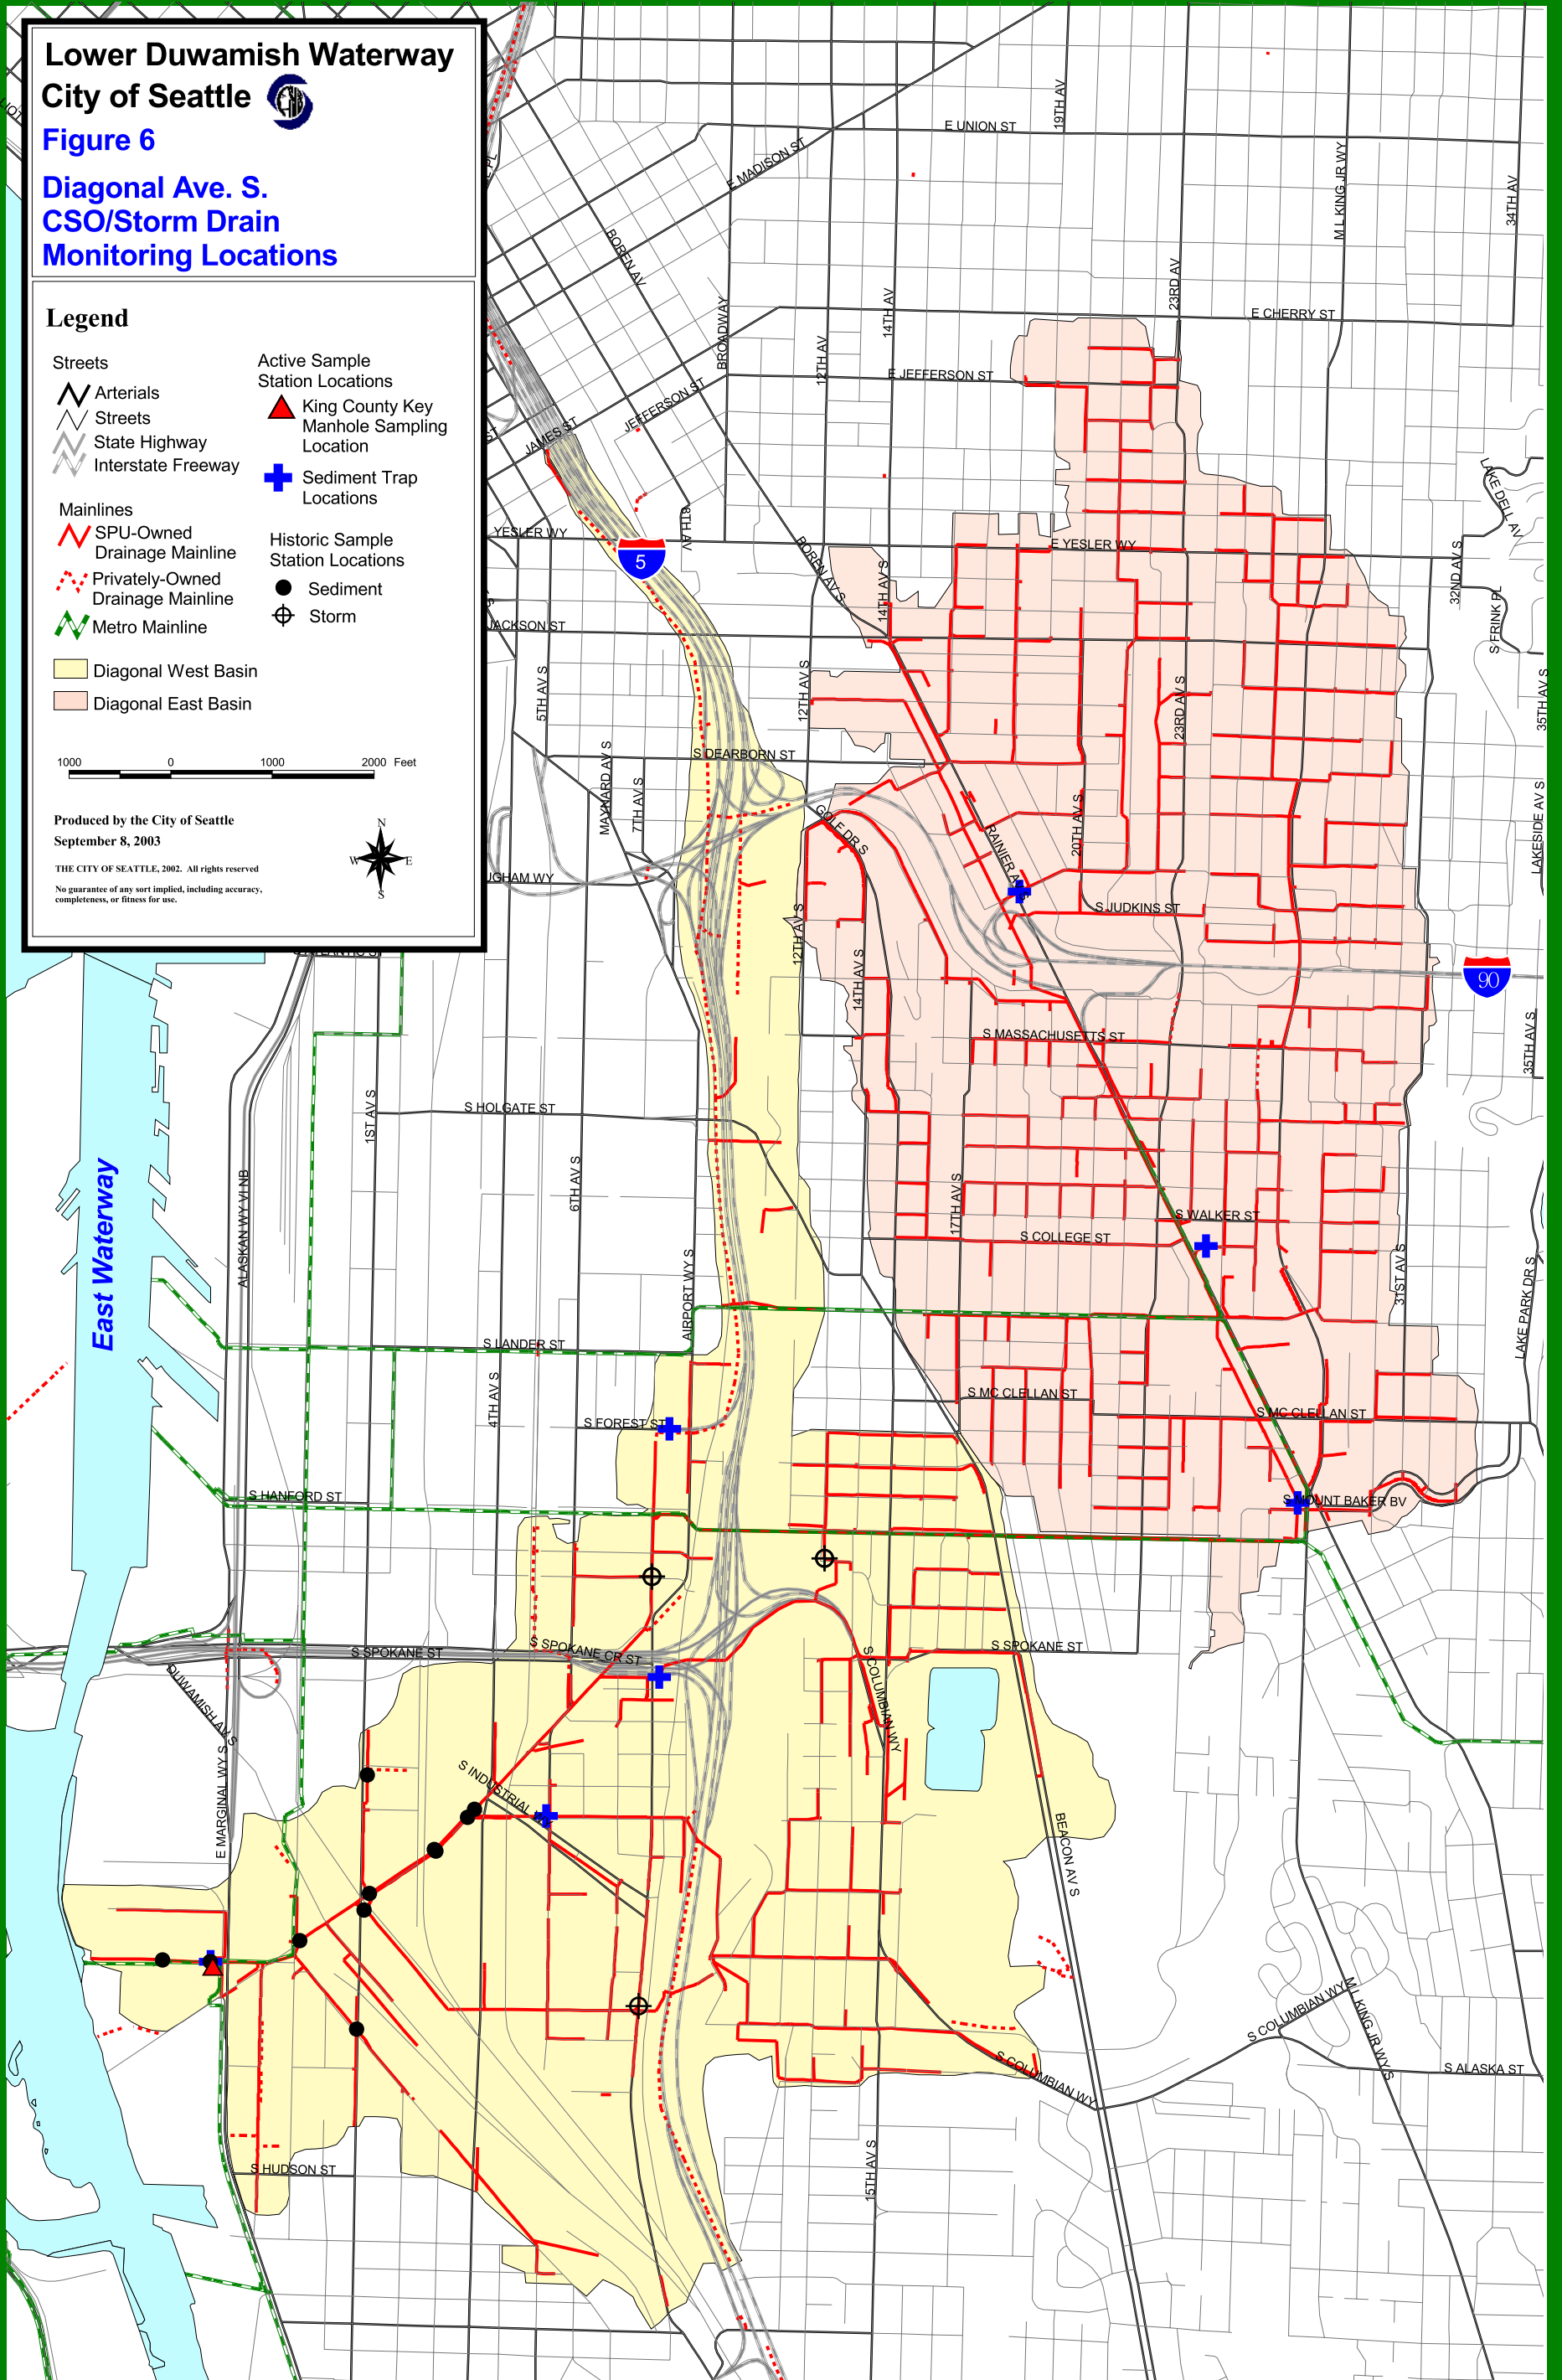 Lower Duwamish Waterway
City of Seattle
Figure 6
Diagonal Ave. S.
CSO/Storm Drain
Monitoring Locations
Legend
Streets
Arterials
Streets
State Highway
Interstate Freeway
Mainlines
SPU-Owned
Drainage Mainline
Privately-Owned
Drainage Mainline
Metro Mainline
Diagonal West Basin
Diagonal East Basin
Active Sample
Station Locations
King County Key
Manhole Sampling
Location
Sediment Trap
Locations
Historic Sample
Station Locations
Sediment
Storm
1000 0 1000 2000 Feet
Produced by the City of Seattle
September 8, 2003
THE CITY OF SEATTLE, 2002. All rights reserved
No guarantee of any sort implied, including accuracy,
completeness, or fitness for use.
N
W
E
S
E UNION ST
19TH AV
E MADISON ST
M L KING JR WY
34TH AV
BOREN AV
23RD AV
BROADWAY
14TH AV
12TH AV
E CHERRY ST
E JEFFERSON ST
JEFFERSON ST
JAMES ST
LAKE DELL AV
YESLER WY
8TH AV
5
BOREN AV S
E YESLER WY
14TH AV S
32ND AV S
S FRINK PL
JACKSON ST
5TH AV S
12TH AV S
23RD AV S
35TH AV S
S DEARBORN ST
MAYNARD AV S
7TH AV S
GOLF DR S
RAINIER AV S
20TH AV S
LAKESIDE AV S
UGHAM WY
S JUDKINS ST
12TH AV S
14TH AV S
90
S MASSACHUSETTS ST
35TH AV S
1ST AV S
S HOLGATE ST
East Waterway
ALASKAN WY VI NB
6TH AV S
17TH AV S
S WALKER ST
S COLLEGE ST
31ST AV S
LAKE PARK DR S
AIRPORT WY S
S LANDER ST
4TH AV S
S MC CLELLAN ST
S MC CLELLAN ST
S FOREST ST
S HANFORD ST
S MOUNT BAKER BV
S SPOKANE ST
S SPOKANE CR ST
S SPOKANE ST
DUWAMISH AV S
S COLUMBIAN WY
E MARGINAL WY S
S INDUSTRIAL WY
BEACON AV S
S COLUMBIAN WY
M L KING JR WY S
S ALASKA ST
S COLUMBIAN WY
15TH AV S
S HUDSON ST